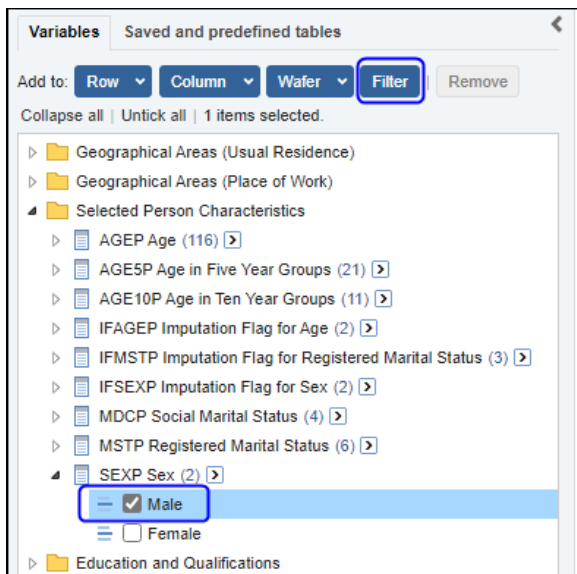 Variables Saved and predefined tables
Add to: Row Column Wafer Filter | Remove
Collapse all | Untick all | 1 items selected.
Geographical Areas (Usual Residence)
Geographical Areas (Place of Work)
Selected Person Characteristics
AGEP Age (116)
AGE5P Age in Five Year Groups (21)
AGE10P Age in Ten Year Groups (11)
IFAGEP Imputation Flag for Age (2)
IFMSTP Imputation Flag for Registered Marital Status (3)
IFSEXP Imputation Flag for Sex (2)
MDCP Social Marital Status (4)
MSTP Registered Marital Status (6)
SEXP Sex (2)
Male
Female
Education and Qualifications